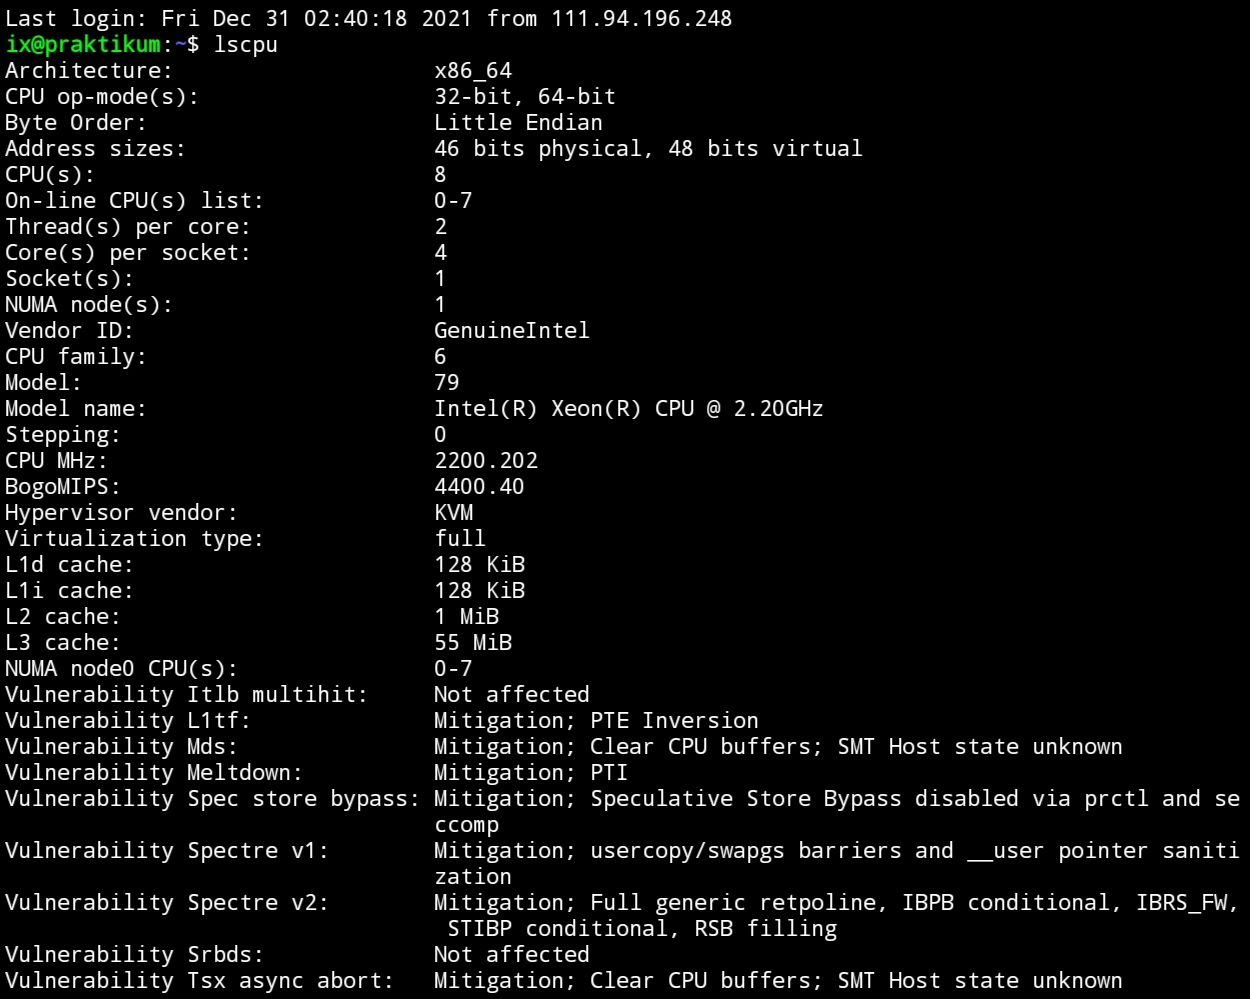 Last login: Fri Dec 31 02:40:18 2021 from 111.94.196.248
ix@praktikum:~$ lscpu
Architecture:                    x86_64
CPU op-mode(s):                  32-bit, 64-bit
Byte Order:                      Little Endian
Address sizes:                   46 bits physical, 48 bits virtual
CPU(s):                          8
On-line CPU(s) list:             0-7
Thread(s) per core:              2
Core(s) per socket:              4
Socket(s):                       1
NUMA node(s):                    1
Vendor ID:                       GenuineIntel
CPU family:                      6
Model:                           79
Model name:                      Intel(R) Xeon(R) CPU @ 2.20GHz
Stepping:                        0
CPU MHz:                         2200.202
BogoMIPS:                        4400.40
Hypervisor vendor:               KVM
Virtualization type:             full
L1d cache:                       128 KiB
L1i cache:                       128 KiB
L2 cache:                        1 MiB
L3 cache:                        55 MiB
NUMA node0 CPU(s):               0-7
Vulnerability Itlb multihit:     Not affected
Vulnerability L1tf:              Mitigation; PTE Inversion
Vulnerability Mds:               Mitigation; Clear CPU buffers; SMT Host state unknown
Vulnerability Meltdown:          Mitigation; PTI
Vulnerability Spec store bypass: Mitigation; Speculative Store Bypass disabled via prctl and se
                                 ccomp
Vulnerability Spectre v1:        Mitigation; usercopy/swapgs barriers and __user pointer saniti
                                 zation
Vulnerability Spectre v2:        Mitigation; Full generic retpoline, IBPB conditional, IBRS_FW,
                                  STIBP conditional, RSB filling
Vulnerability Srbds:             Not affected
Vulnerability Tsx async abort:   Mitigation; Clear CPU buffers; SMT Host state unknown